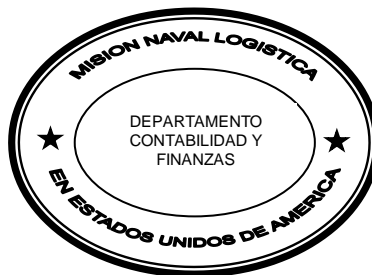 MISION NAVAL LOGISTICA
DEPARTAMENTO
CONTABILIDAD Y
FINANZAS
EN ESTADOS UNIDOS DE AMERICA